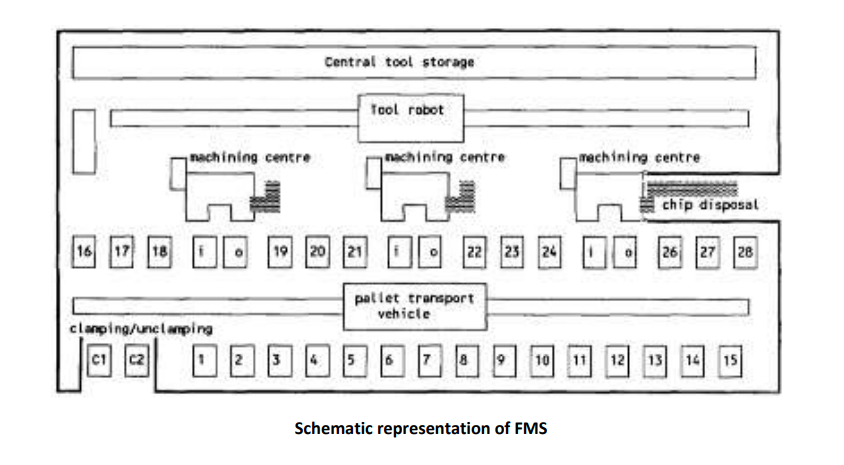 Central tool storage
Tool robot
machining centre machining centre machining centre
chip disposal
16 17 18 i o 19 20 21 i o 22 23 24 i o 26 27 28
pallet transport
vehicle
clamping/unclamping
C1 C2 1 2 3 4 5 6 7 8 9 10 11 12 13 14 15
Schematic representation of FMS